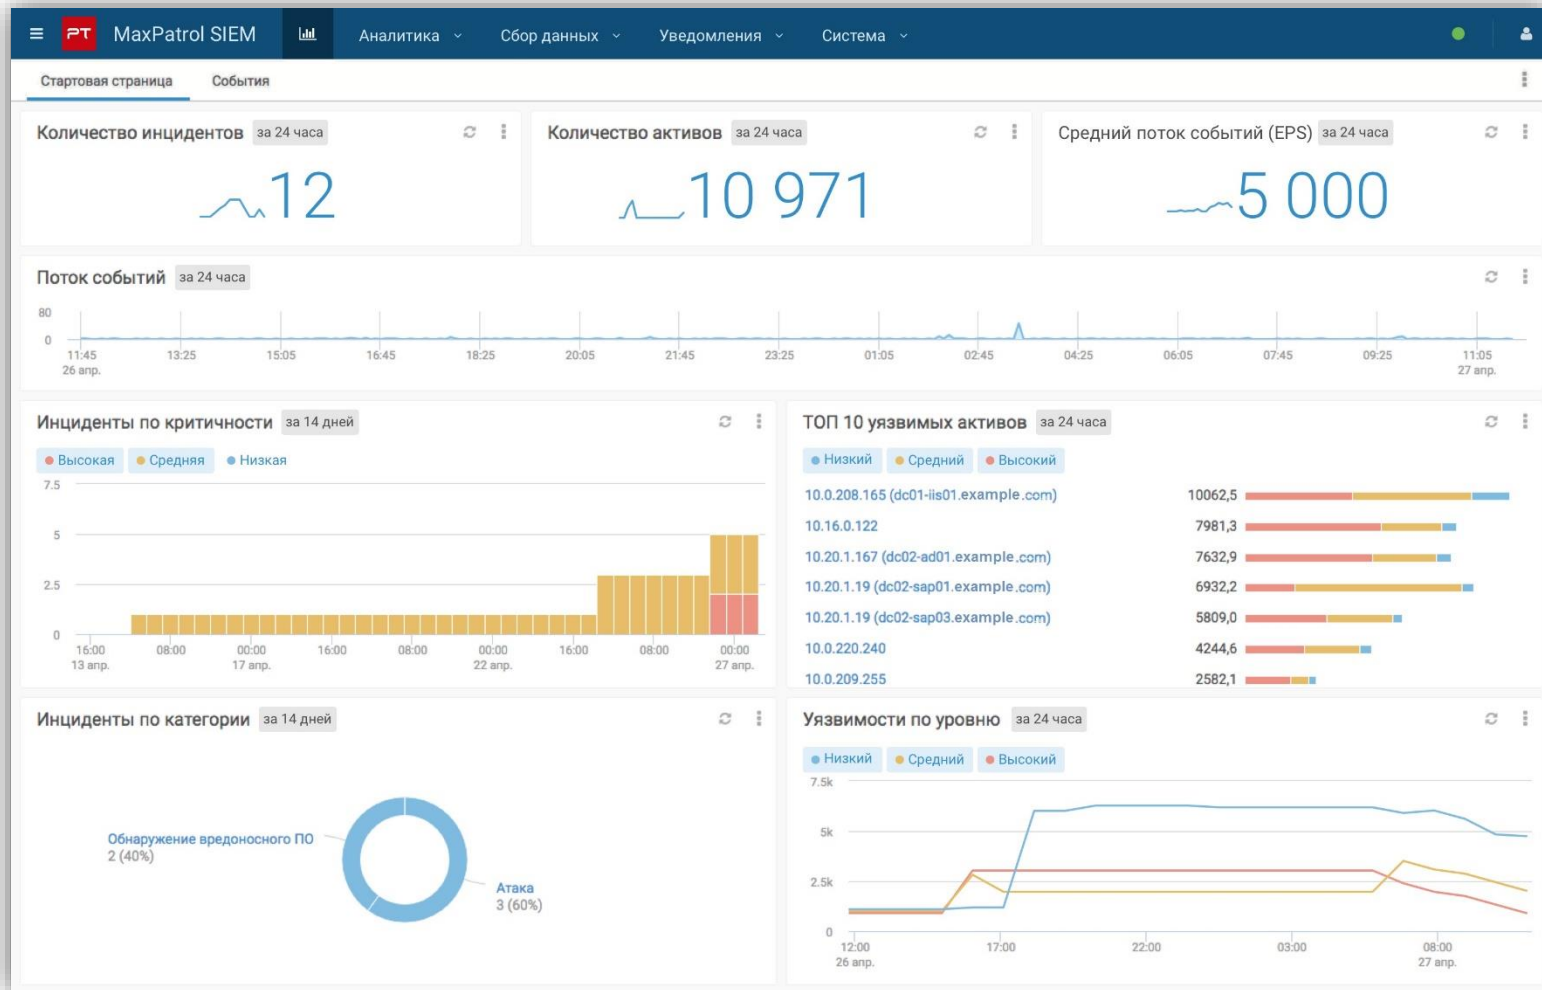 PT MaxPatrol SIEM Аналитика Сбор данных Уведомления Система
Стартовая страница События
Количество инцидентов за 24 часа
12
Количество активов за 24 часа
10 971
Средний поток событий (EPS) за 24 часа
5 000
Поток событий за 24 часа
80
0
11:45 13:25 15:05 16:45 18:25 20:05 21:45 23:25 01:05 02:45 04:25 06:05 07:45 09:25 11:05
26 апр. 27 апр.
Инциденты по критичности за 14 дней
Высокая Средняя Низкая
7.5
5
2.5
0
16:00 08:00 00:00 16:00 08:00 00:00 16:00 08:00 00:00
13 апр. 17 апр. 22 апр. 27 апр.
ТОП 10 уязвимых активов за 24 часа
Низкий Средний Высокий
10.0.208.165 (dc01-iis01.example.com) 10062,5
10.16.0.122 7981,3
10.20.1.167 (dc02-ad01.example.com) 7632,9
10.20.1.19 (dc02-sap01.example.com) 6932,2
10.20.1.19 (dc02-sap03.example.com) 5809,0
10.0.220.240 4244,6
10.0.209.255 2582,1
Инциденты по категории за 14 дней
Обнаружение вредоносного ПО
2 (40%)
Атака
3 (60%)
Уязвимости по уровню за 24 часа
Низкий Средний Высокий
7.5k
5k
2.5k
0
12:00 17:00 22:00 03:00 08:00
26 апр. 27 апр.